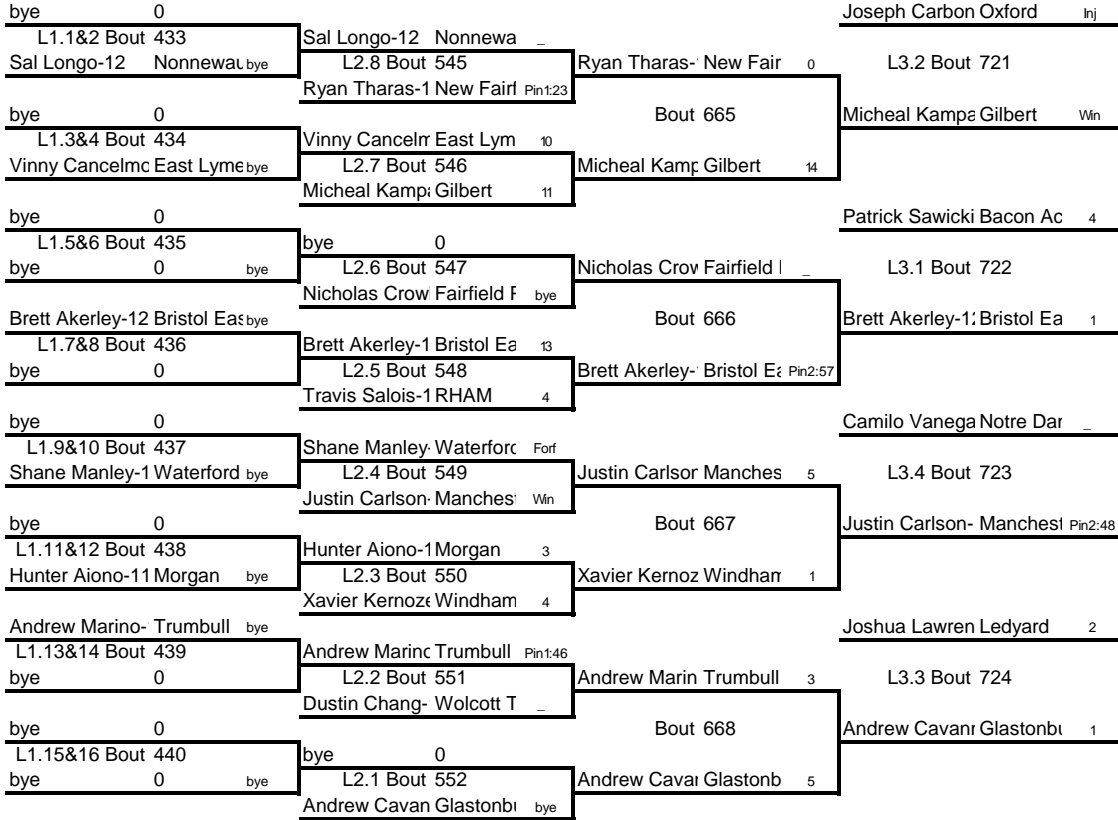 bye 0 Joseph Carbon Oxford Inj
L1.1&2 Bout 433 Sal Longo-12 Nonnewa _
Sal Longo-12 Nonnewau bye L2.8 Bout 545 Ryan Tharas- New Fair 0 L3.2 Bout 721
Ryan Tharas-1 New Fairf Pin1:23
bye 0 Bout 665 Micheal Kampa Gilbert Win
L1.3&4 Bout 434 Vinny Cancelm East Lym 10
Vinny Cancelmo East Lyme bye L2.7 Bout 546 Micheal Kamp Gilbert 14
Micheal Kampa Gilbert 11
bye 0 Patrick Sawicki Bacon Ac 4
L1.5&6 Bout 435 bye 0
bye 0 bye L2.6 Bout 547 Nicholas Crow Fairfield _ L3.1 Bout 722
Nicholas Crow Fairfield bye
Brett Akerley-12 Bristol Eas bye Bout 666 Brett Akerley-12 Bristol Ea 1
L1.7&8 Bout 436 Brett Akerley-1 Bristol Ea 13
bye 0 L2.5 Bout 548 Brett Akerley- Bristol Ea Pin2:57
Travis Salois-1 RHAM 4
bye 0 Camilo Vanega Notre Dar _
L1.9&10 Bout 437 Shane Manley- Waterford Forf
Shane Manley-1 Waterford bye L2.4 Bout 549 Justin Carlson Manches 5 L3.4 Bout 723
Justin Carlson- Manchest Win
bye 0 Bout 667 Justin Carlson- Manchest Pin2:48
L1.11&12 Bout 438 Hunter Aiono-1 Morgan 3
Hunter Aiono-11 Morgan bye L2.3 Bout 550 Xavier Kernoz Windham 1
Xavier Kernoze Windham 4
Andrew Marino- Trumbull bye Joshua Lawren Ledyard 2
L1.13&14 Bout 439 Andrew Marino Trumbull Pin1:46
bye 0 L2.2 Bout 551 Andrew Marin Trumbull 3 L3.3 Bout 724
Dustin Chang- Wolcott T _
bye 0 Bout 668 Andrew Cavann Glastonbu 1
L1.15&16 Bout 440 bye 0
bye 0 bye L2.1 Bout 552 Andrew Cavan Glastonb 5
Andrew Cavan Glastonbu bye